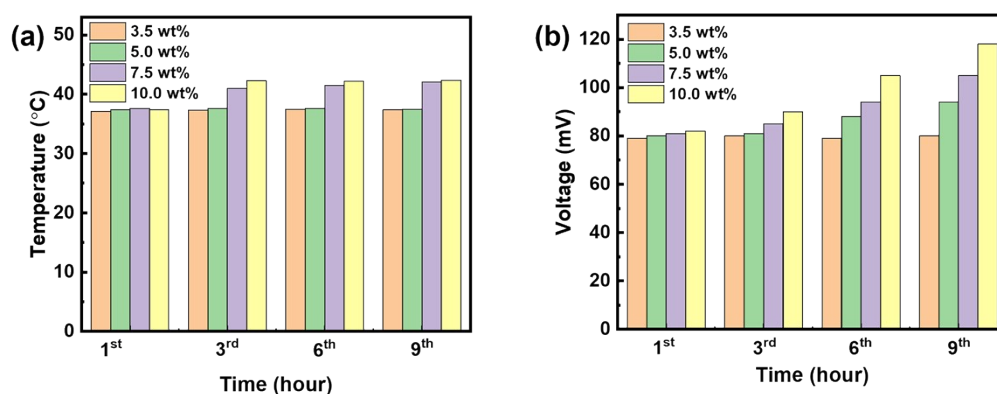 (a)
Temperature (°C)
50
40
30
20
10
0
3.5 wt%
5.0 wt%
7.5 wt%
10.0 wt%
1st
3rd
6th
9th
Time (hour)
(b)
Voltage (mV)
120
100
80
60
40
20
0
3.5 wt%
5.0 wt%
7.5 wt%
10.0 wt%
1st
3rd
6th
9th
Time (hour)